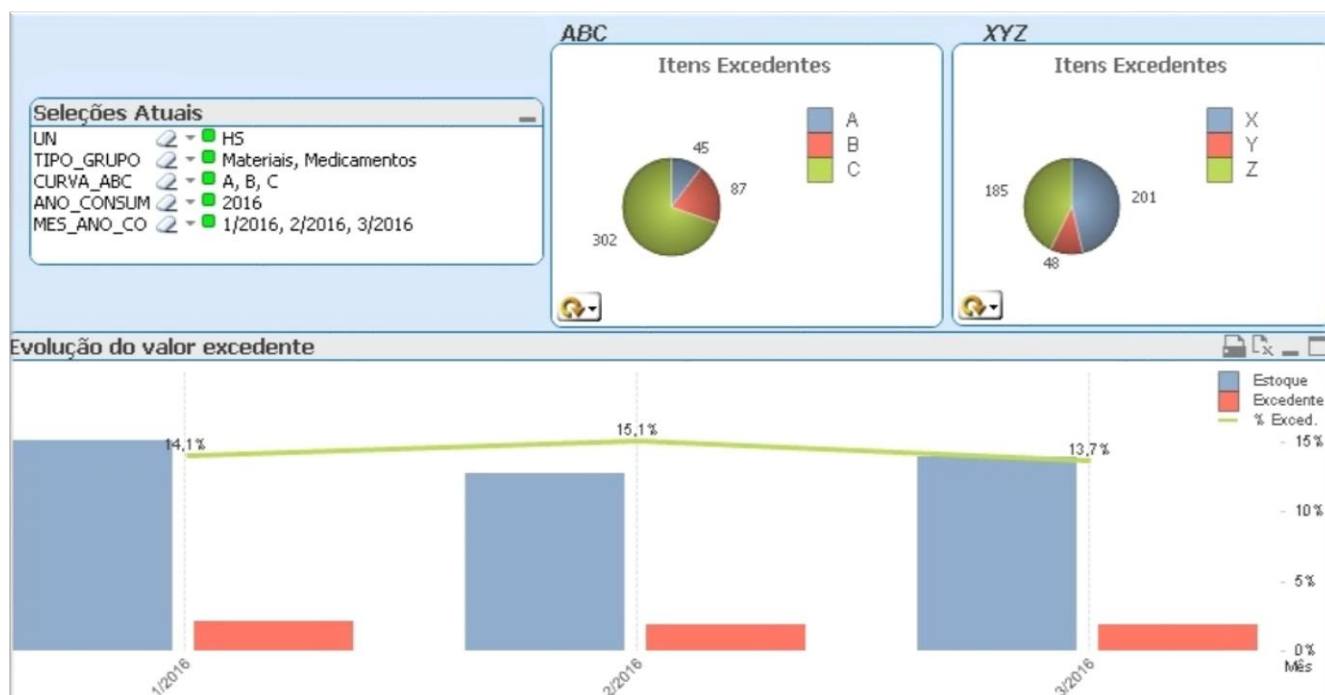 ABC
XYZ
Itens Excedentes
A
B
C
45
87
302
Itens Excedentes
X
Y
Z
185
201
48
Seleções Atuais
UN HS
TIPO_GRUPO Materiais, Medicamentos
CURVA_ABC A, B, C
ANO_CONSUM 2016
MES_ANO_CO 1/2016, 2/2016, 3/2016
Evolução do valor excedente
Estoque
Excedente
% Exced.
14,1%
15,1%
13,7%
15%
10%
5%
0%
Mês
1/2016
2/2016
3/2016